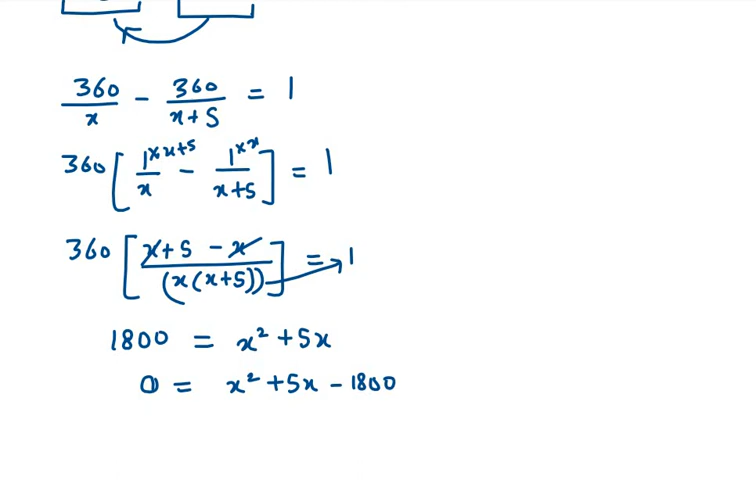 360/x - 360/(x+5) = 1
360 [ 1^(×x+5)/x - 1^(×x)/(x+5) ] = 1
360 [ (x+5 - x)/(x(x+5)) ] = 1
1800 = x² + 5x
0 = x² + 5x - 1800